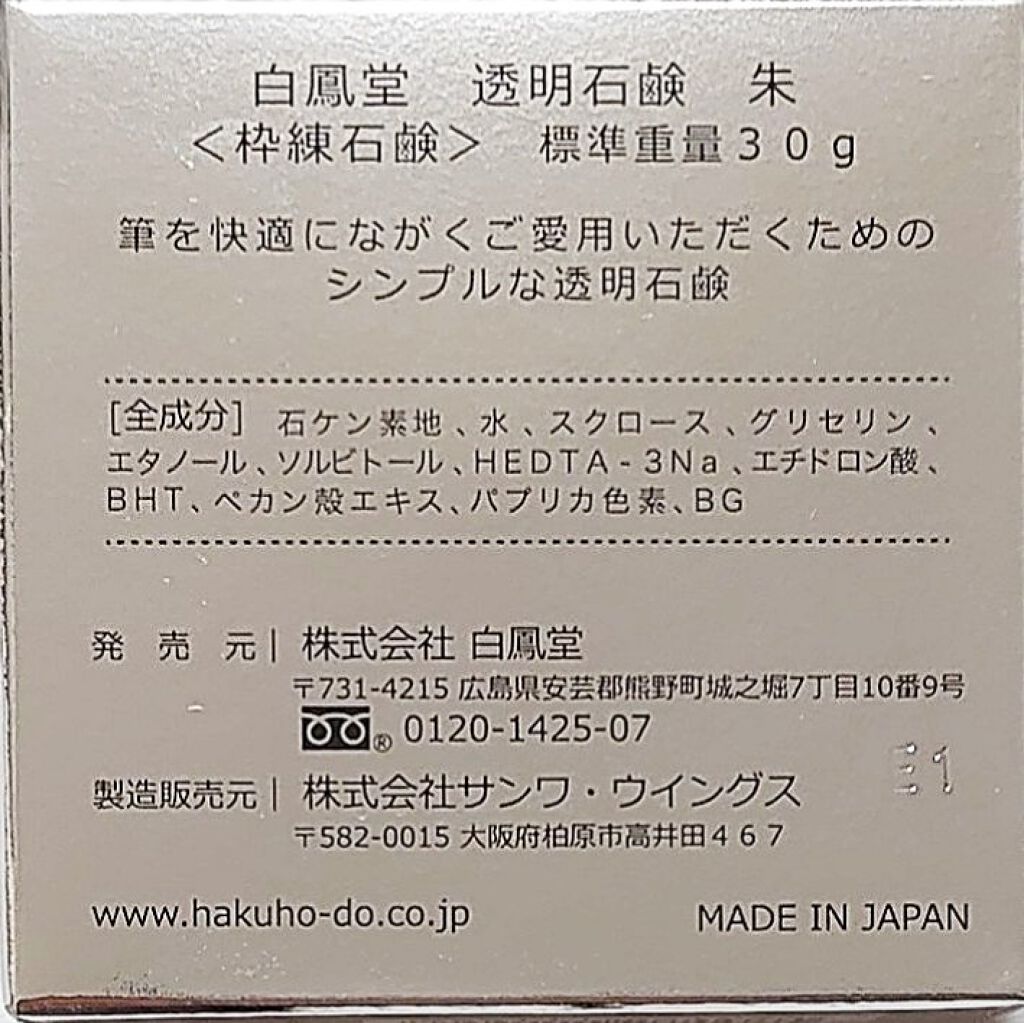 白鳳堂　透明石鹸　朱
＜枠練石鹸＞　標準重量３０ｇ
筆を快適にながくご愛用いただくための
シンプルな透明石鹸
[全成分]　石ケン素地、水、スクロース、グリセリン、
エタノール、ソルビトール、HEDTA-3Na、エチドロン酸、
BHT、ペカン殻エキス、パプリカ色素、BG
発売元| 株式会社 白鳳堂
〒731-4215 広島県安芸郡熊野町城之堀7丁目10番9号
® 0120-1425-07
製造販売元| 株式会社サンワ・ウイングス
〒582-0015 大阪府柏原市高井田４６７
www.hakuho-do.co.jp　MADE IN JAPAN